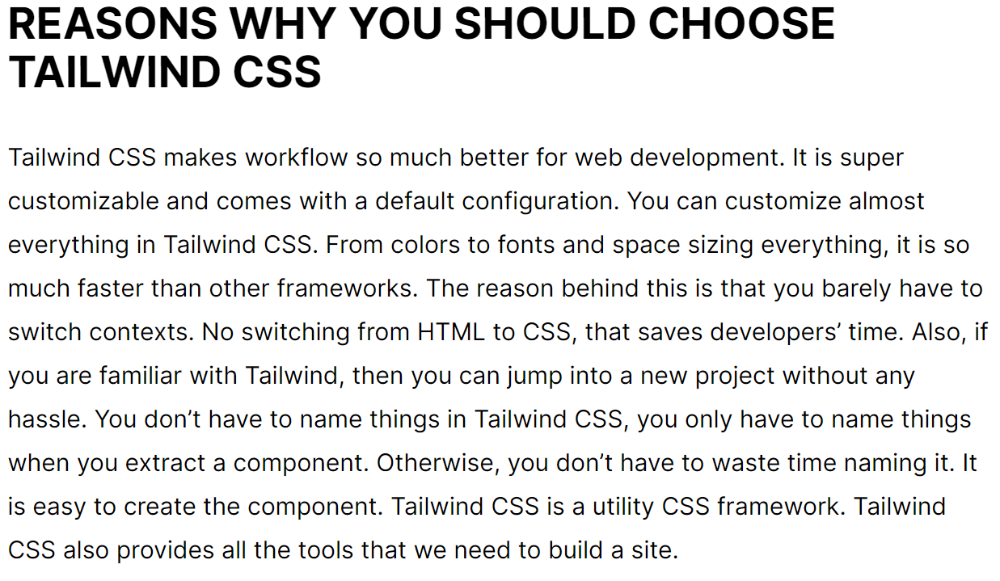 REASONS WHY YOU SHOULD CHOOSE
TAILWIND CSS
Tailwind CSS makes workflow so much better for web development. It is super
customizable and comes with a default configuration. You can customize almost
everything in Tailwind CSS. From colors to fonts and space sizing everything, it is so
much faster than other frameworks. The reason behind this is that you barely have to
switch contexts. No switching from HTML to CSS, that saves developers’ time. Also, if
you are familiar with Tailwind, then you can jump into a new project without any
hassle. You don’t have to name things in Tailwind CSS, you only have to name things
when you extract a component. Otherwise, you don’t have to waste time naming it. It
is easy to create the component. Tailwind CSS is a utility CSS framework. Tailwind
CSS also provides all the tools that we need to build a site.